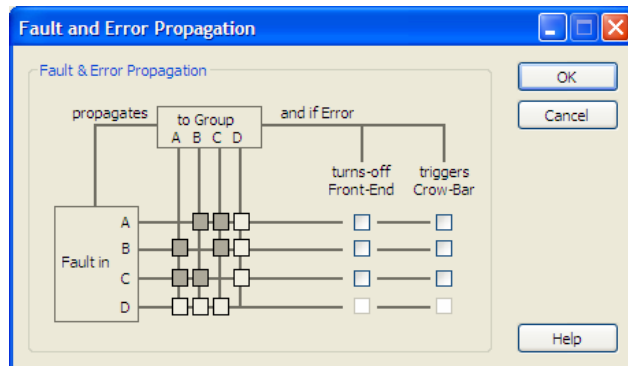 Fault and Error Propagation
Fault & Error Propagation
OK
Cancel
propagates
to Group
A B C D
and if Error
turns-off
Front-End
triggers
Crow-Bar
Fault in
A
B
C
D
Help